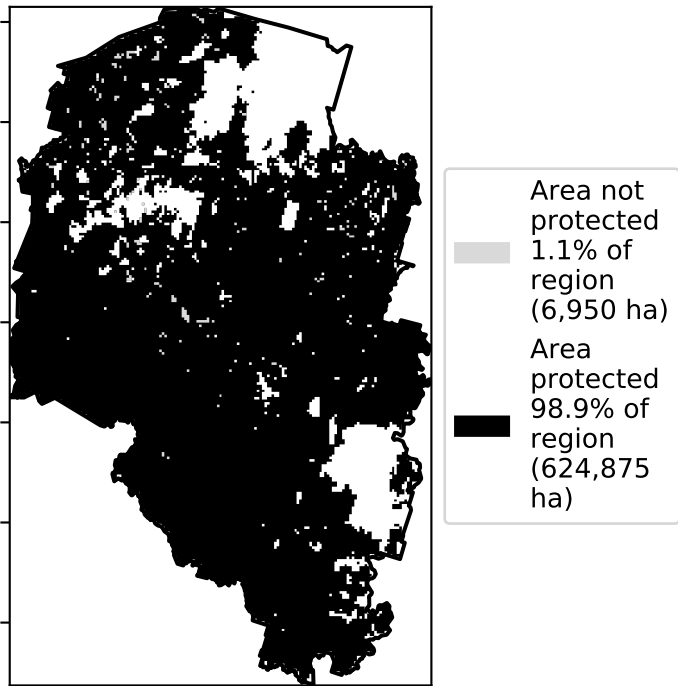 Area not
protected
1.1% of
region
(6,950 ha)
Area
protected
98.9% of
region
(624,875
ha)